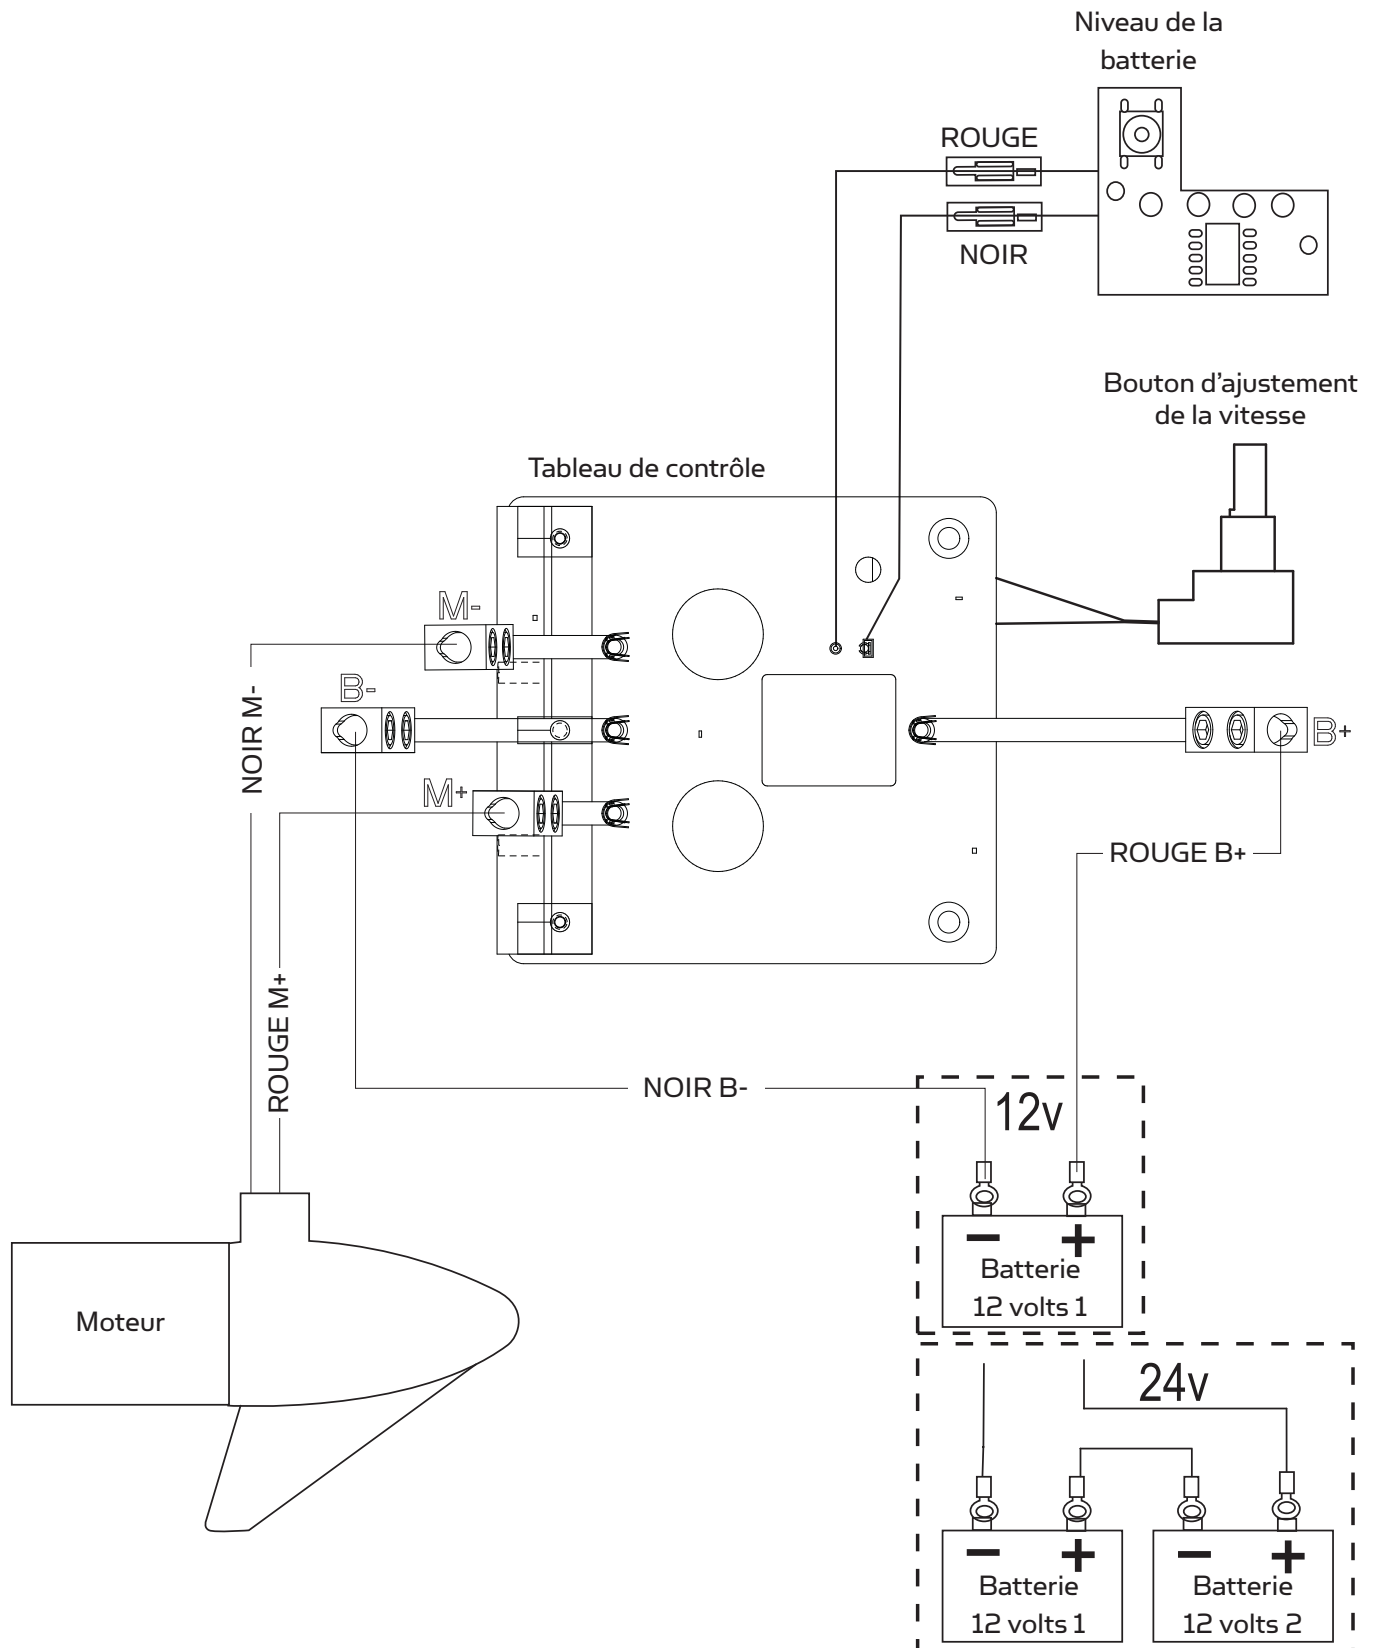 Niveau de la
batterie
ROUGE
NOIR
Bouton d'ajustement
de la vitesse
Tableau de contrôle
M-
B-
M+
B+
NOIR M-
ROUGE M+
ROUGE B+
NOIR B-
12v
- +
Batterie
12 volts 1
Moteur
24v
- +
Batterie
12 volts 1
- +
Batterie
12 volts 2